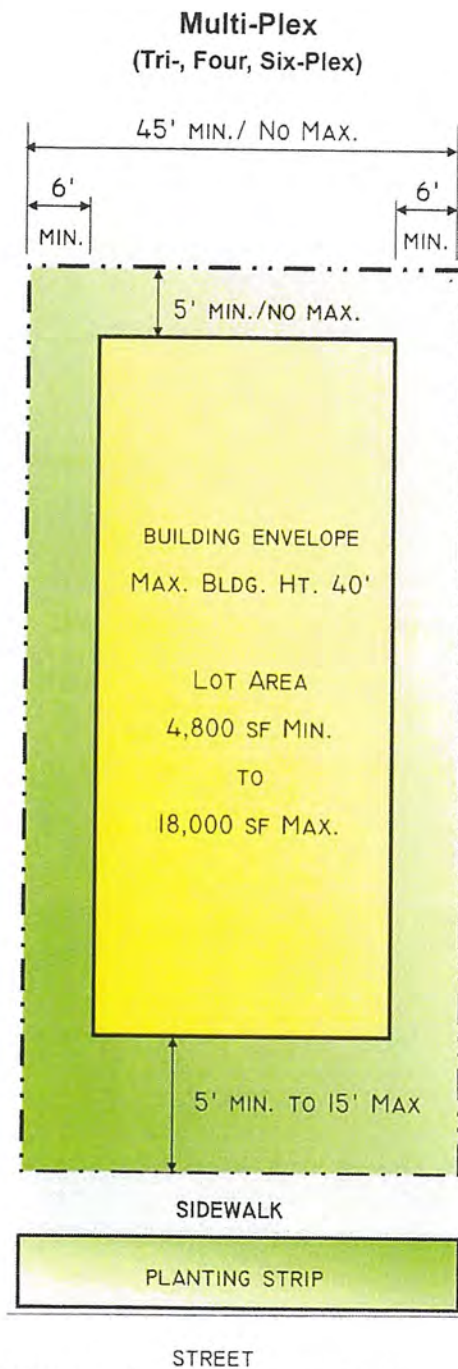 Multi-Plex
(Tri-, Four, Six-Plex)
45' MIN./ NO MAX.
6'
MIN.
6'
MIN.
5' MIN./NO MAX.
BUILDING ENVELOPE
MAX. BLDG. HT. 40'
LOT AREA
4,800 SF MIN.
TO
18,000 SF MAX.
5' MIN. TO 15' MAX
SIDEWALK
PLANTING STRIP
STREET